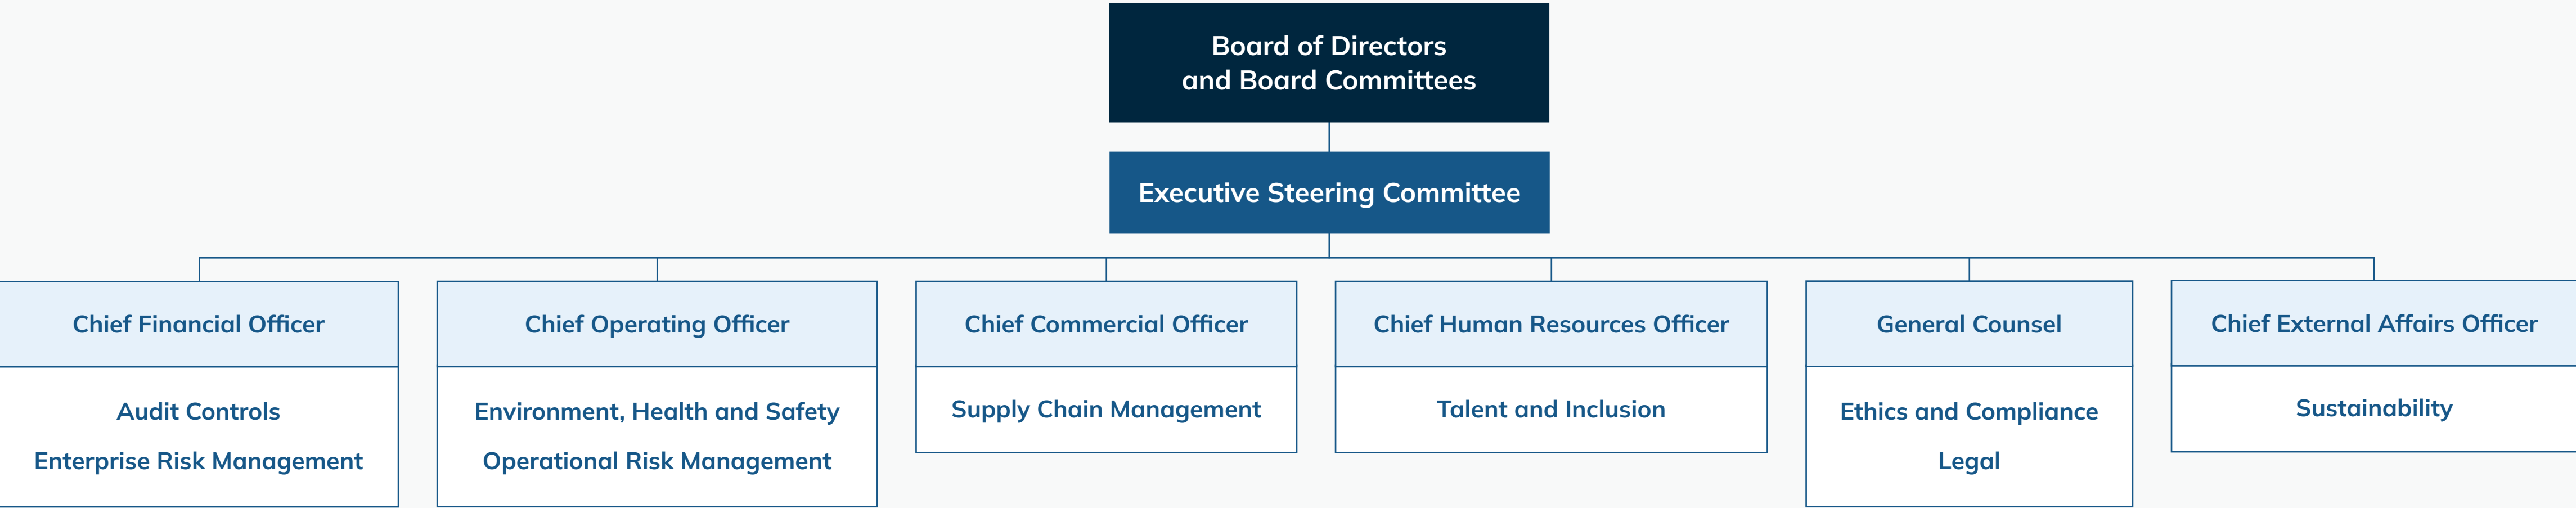 Board of Directors
and Board Committees
Executive Steering Committee
Chief Financial Officer
Audit Controls
Enterprise Risk Management
Chief Operating Officer
Environment, Health and Safety
Operational Risk Management
Chief Commercial Officer
Supply Chain Management
Chief Human Resources Officer
Talent and Inclusion
General Counsel
Ethics and Compliance
Legal
Chief External Affairs Officer
Sustainability